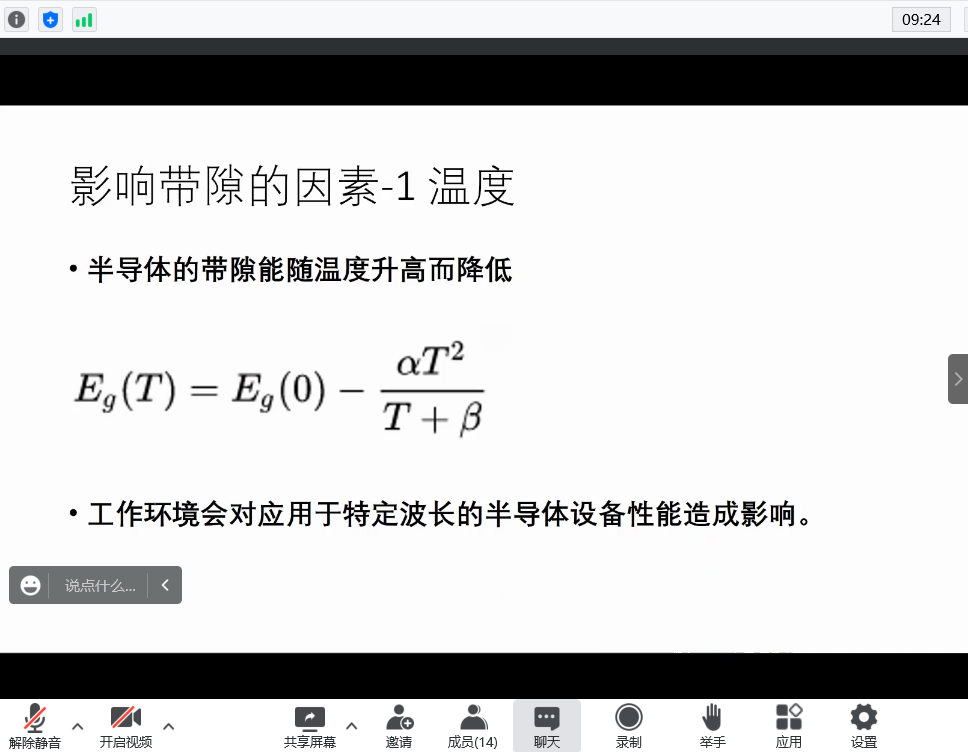 09:24
影响带隙的因素-1 温度
• 半导体的带隙能随温度升高而降低
E_g(T) = E_g(0) − αT²/(T + β)
• 工作环境会对应用于特定波长的半导体设备性能造成影响。
说点什么...
解除静音 开启视频 共享屏幕 邀请 成员(14) 聊天 录制 举手 应用 设置